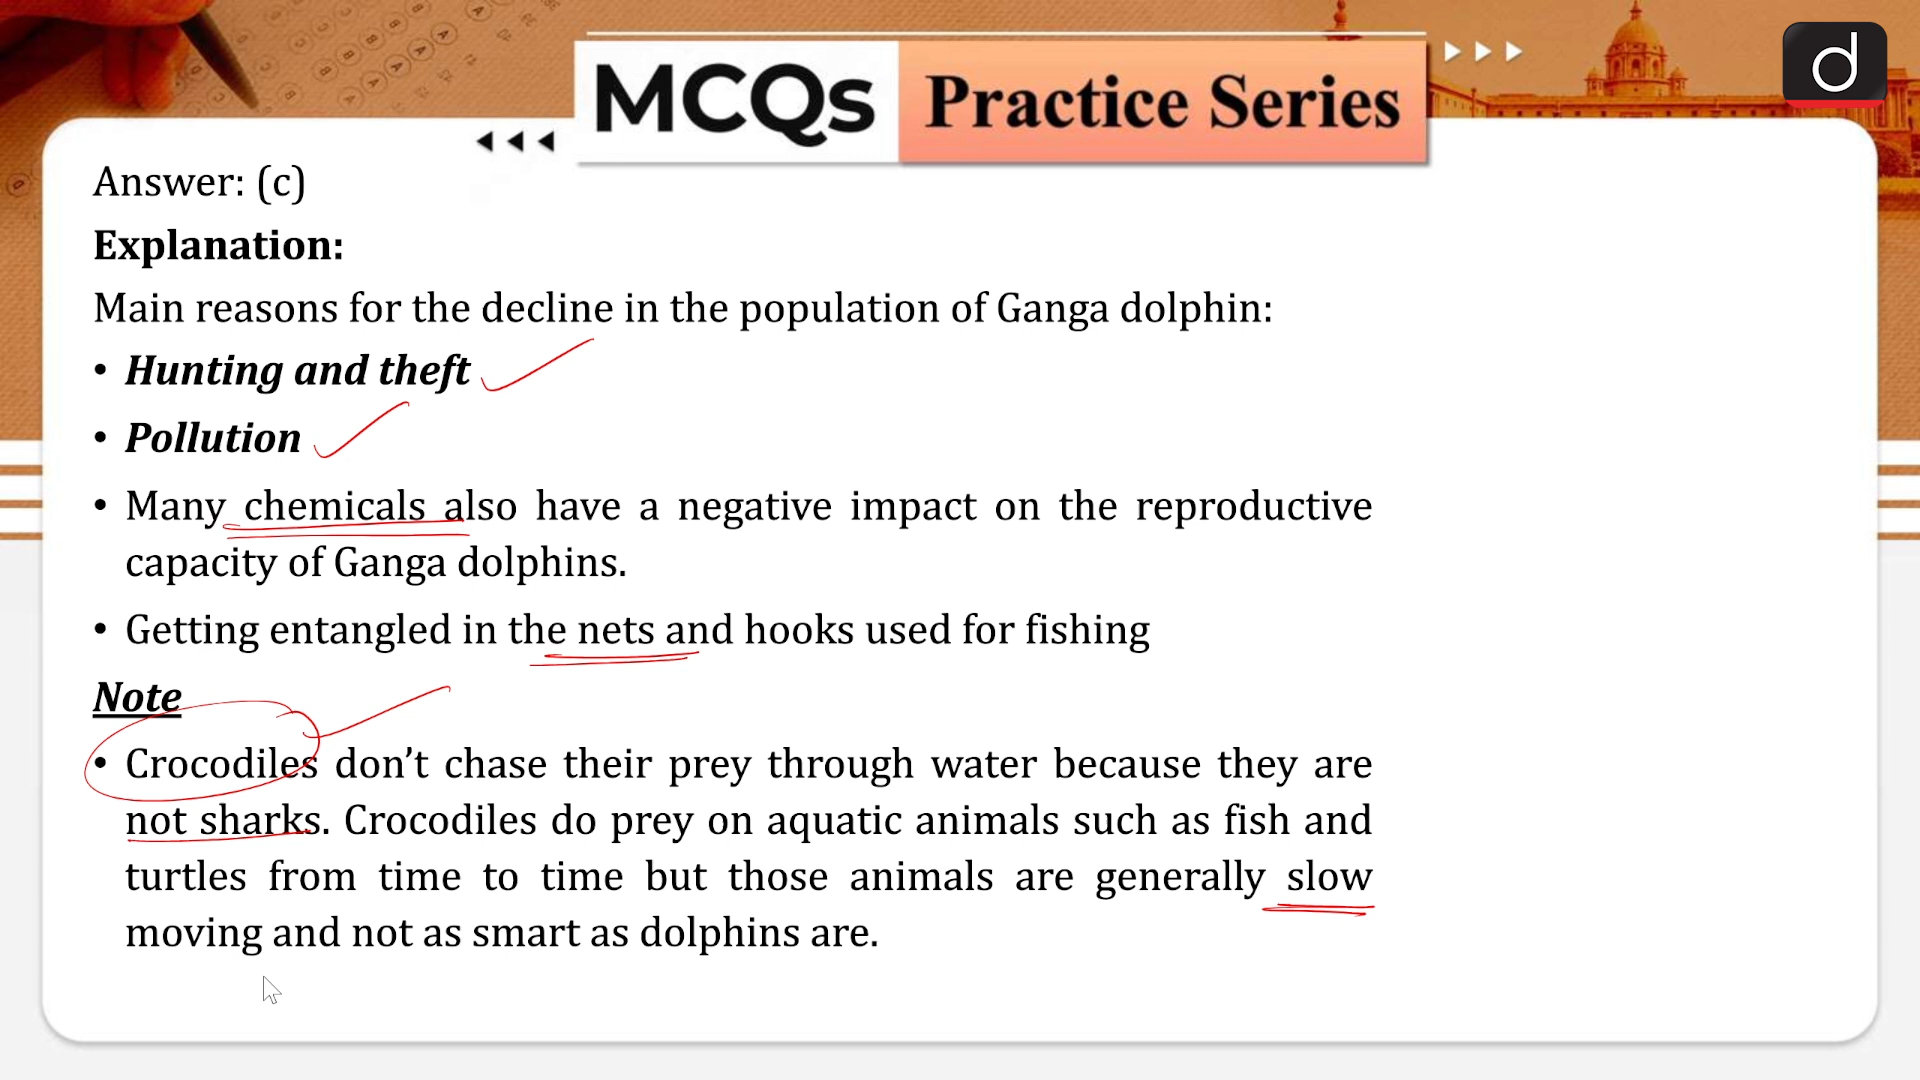 MCQs Practice Series
d
Answer: (c)
Explanation:
Main reasons for the decline in the population of Ganga dolphin:
• Hunting and theft
• Pollution
• Many chemicals also have a negative impact on the reproductive
capacity of Ganga dolphins.
• Getting entangled in the nets and hooks used for fishing
Note
• Crocodiles don’t chase their prey through water because they are
not sharks. Crocodiles do prey on aquatic animals such as fish and
turtles from time to time but those animals are generally slow
moving and not as smart as dolphins are.